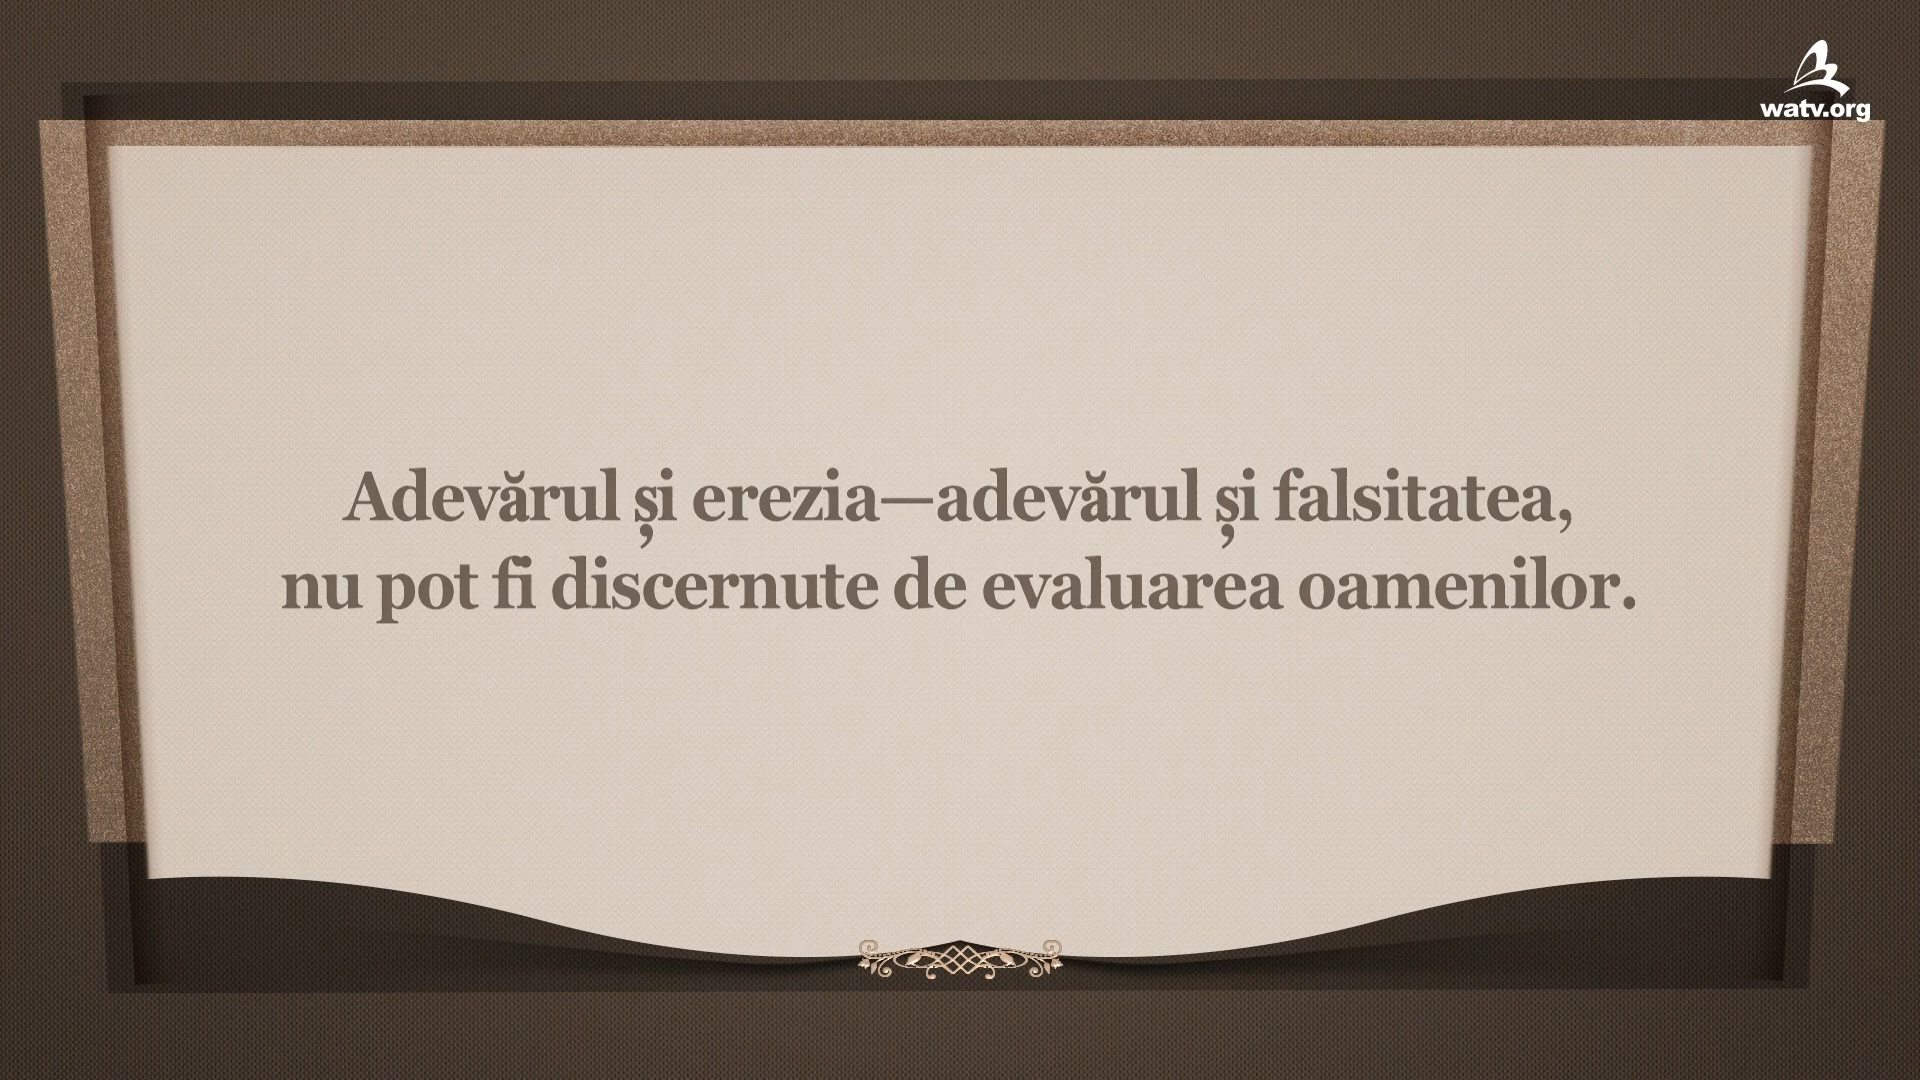 watv.org
Adevărul și erezia—adevărul și falsitatea,
nu pot fi discernute de evaluarea oamenilor.